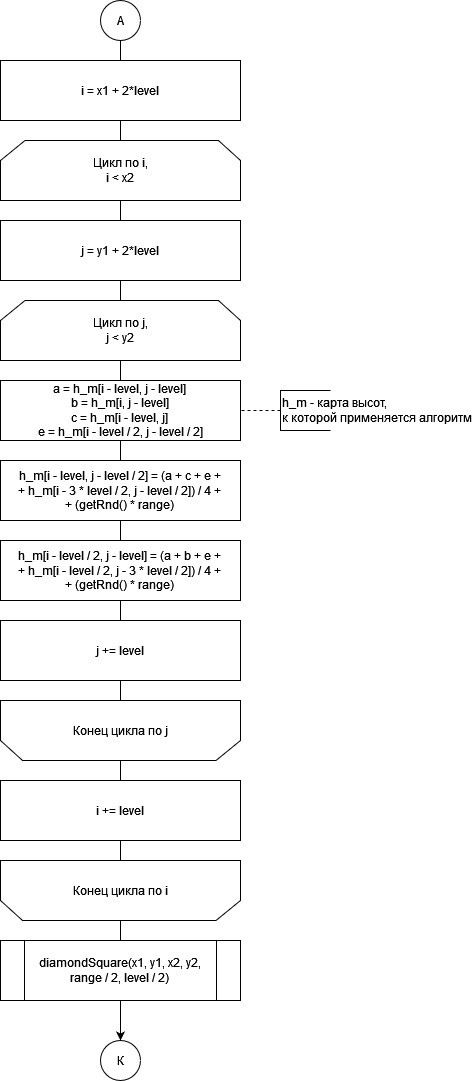 А
i = x1 + 2*level
Цикл по i,
i < x2
j = y1 + 2*level
Цикл по j,
j < y2
a = h_m[i - level, j - level]
b = h_m[i, j - level]
c = h_m[i - level, j]
e = h_m[i - level / 2, j - level / 2]
h_m - карта высот,
к которой применяется алгоритм
h_m[i - level, j - level / 2] = (a + c + e +
+ h_m[i - 3 * level / 2, j - level / 2]) / 4 +
+ (getRnd() * range)
h_m[i - level / 2, j - level] = (a + b + e +
+ h_m[i - level / 2, j - 3 * level / 2]) / 4 +
+ (getRnd() * range)
j += level
Конец цикла по j
i += level
Конец цикла по i
diamondSquare(x1, y1, x2, y2,
range / 2, level / 2)
К